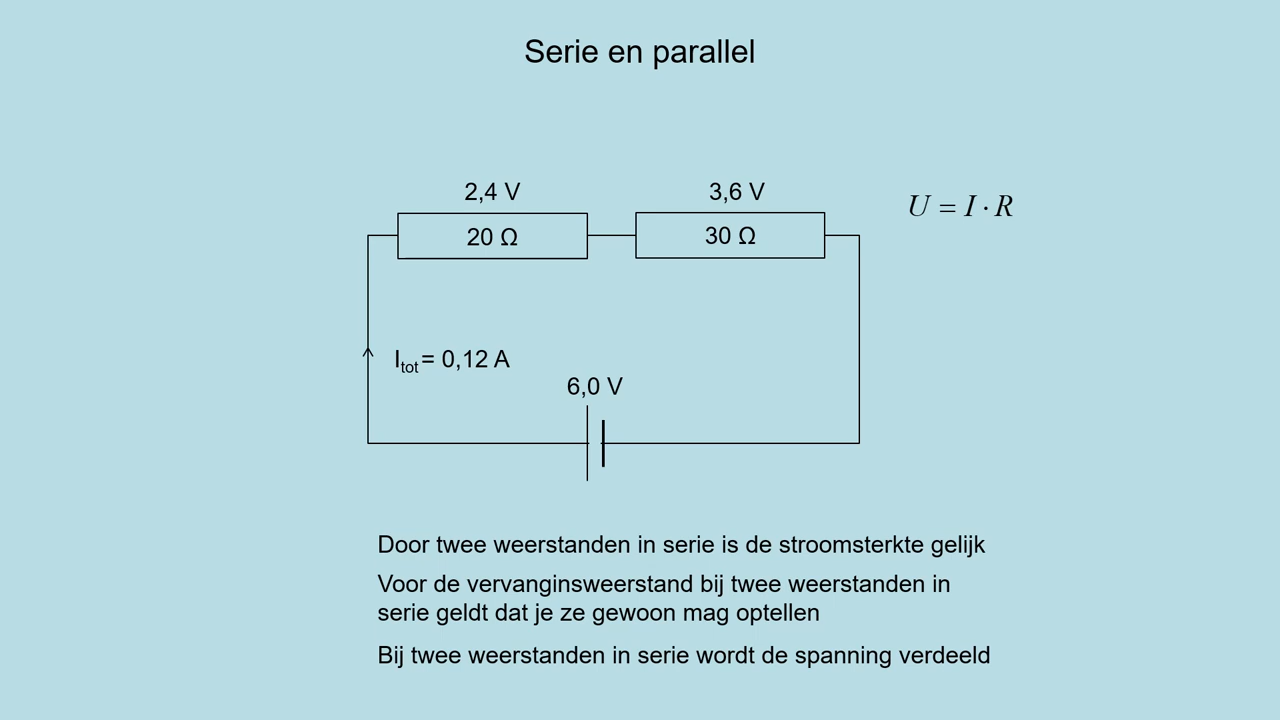 Serie en parallel
2,4 V
3,6 V
U = I · R
20 Ω
30 Ω
Itot = 0,12 A
6,0 V
Door twee weerstanden in serie is de stroomsterkte gelijk
Voor de vervanginsweerstand bij twee weerstanden in
serie geldt dat je ze gewoon mag optellen
Bij twee weerstanden in serie wordt de spanning verdeeld